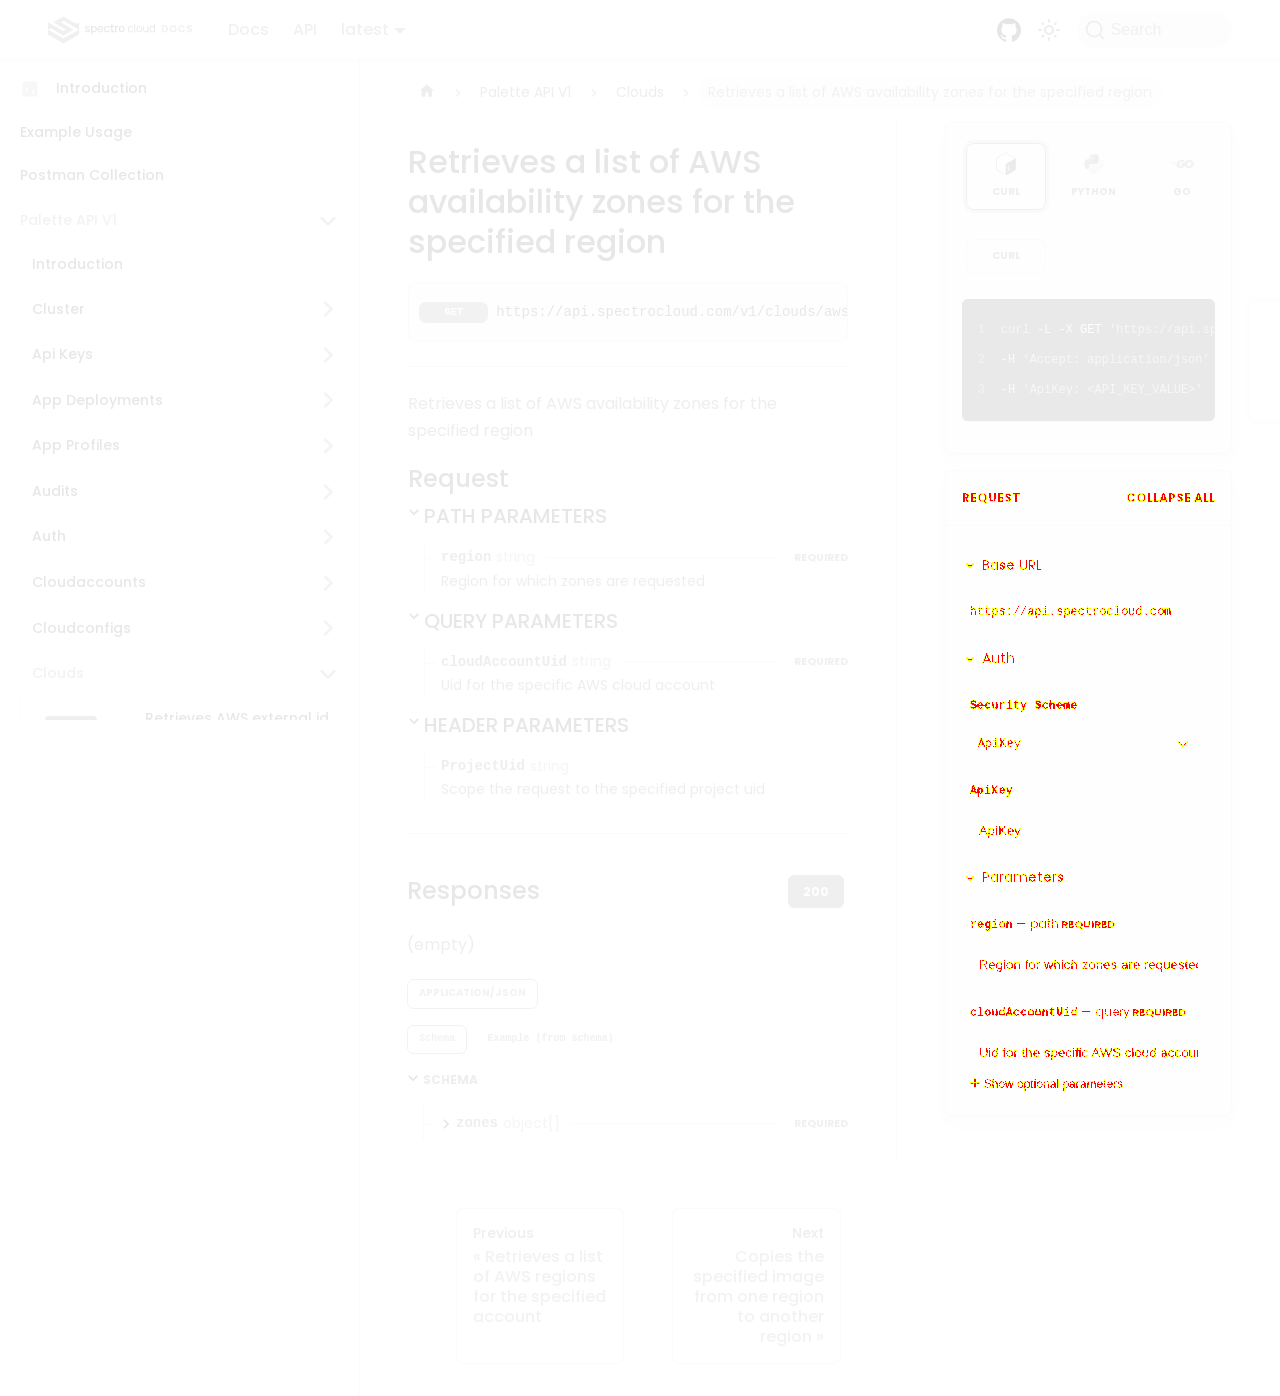 spectro cloud DOCS
Docs
API
latest
Search
Introduction
Example Usage
Postman Collection
Palette API V1
Introduction
Cluster
Api Keys
App Deployments
App Profiles
Audits
Auth
Cloudaccounts
Cloudconfigs
Clouds
Retrieves AWS external id
Palette API V1
Clouds
Retrieves a list of AWS availability zones for the specified region
Retrieves a list of AWS
availability zones for the
specified region
GET https://api.spectrocloud.com/v1/clouds/aws
Retrieves a list of AWS availability zones for the
specified region
Request
PATH PARAMETERS
region string REQUIRED
Region for which zones are requested
QUERY PARAMETERS
cloudAccountUid string REQUIRED
Uid for the specific AWS cloud account
HEADER PARAMETERS
ProjectUid string
Scope the request to the specified project uid
Responses
200
(empty)
APPLICATION/JSON
Schema
Example (from schema)
SCHEMA
zones object[] REQUIRED
Previous
« Retrieves a list
of AWS regions
for the specified
account
Next
Copies the
specified image
from one region
to another
region »
CURL
PYTHON
GO
CURL
1 curl -L -X GET 'https://api.sp
2 -H 'Accept: application/json'
3 -H 'ApiKey: <API_KEY_VALUE>'
REQUEST
COLLAPSE ALL
Base URL
https://api.spectrocloud.com
Auth
Security Scheme
ApiKey
ApiKey
ApiKey
Parameters
region — path REQUIRED
Region for which zones are requested
cloudAccountUid — query REQUIRED
Uid for the specific AWS cloud accoun
+ Show optional parameters